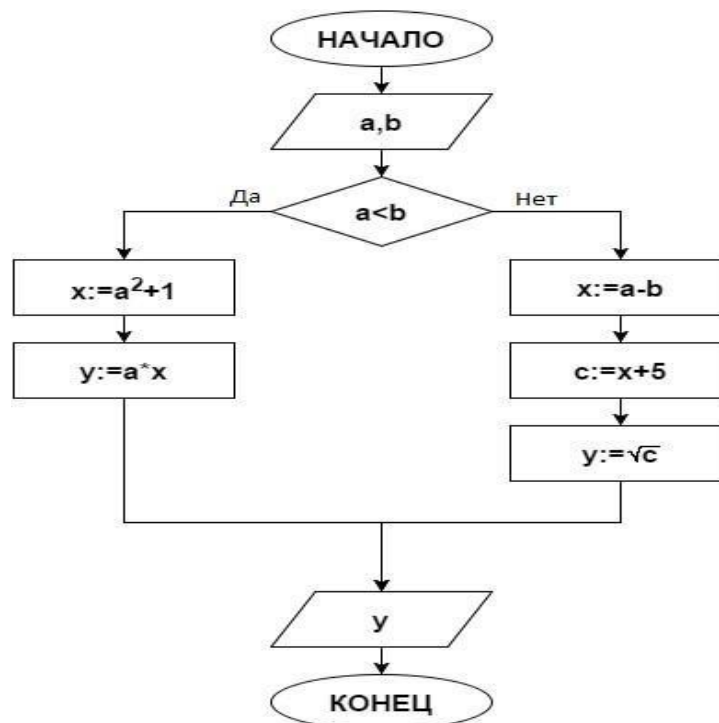 НАЧАЛО
a,b
a<b
Да
Нет
x:=a²+1
y:=a*x
x:=a-b
c:=x+5
y:=√c
y
КОНЕЦ